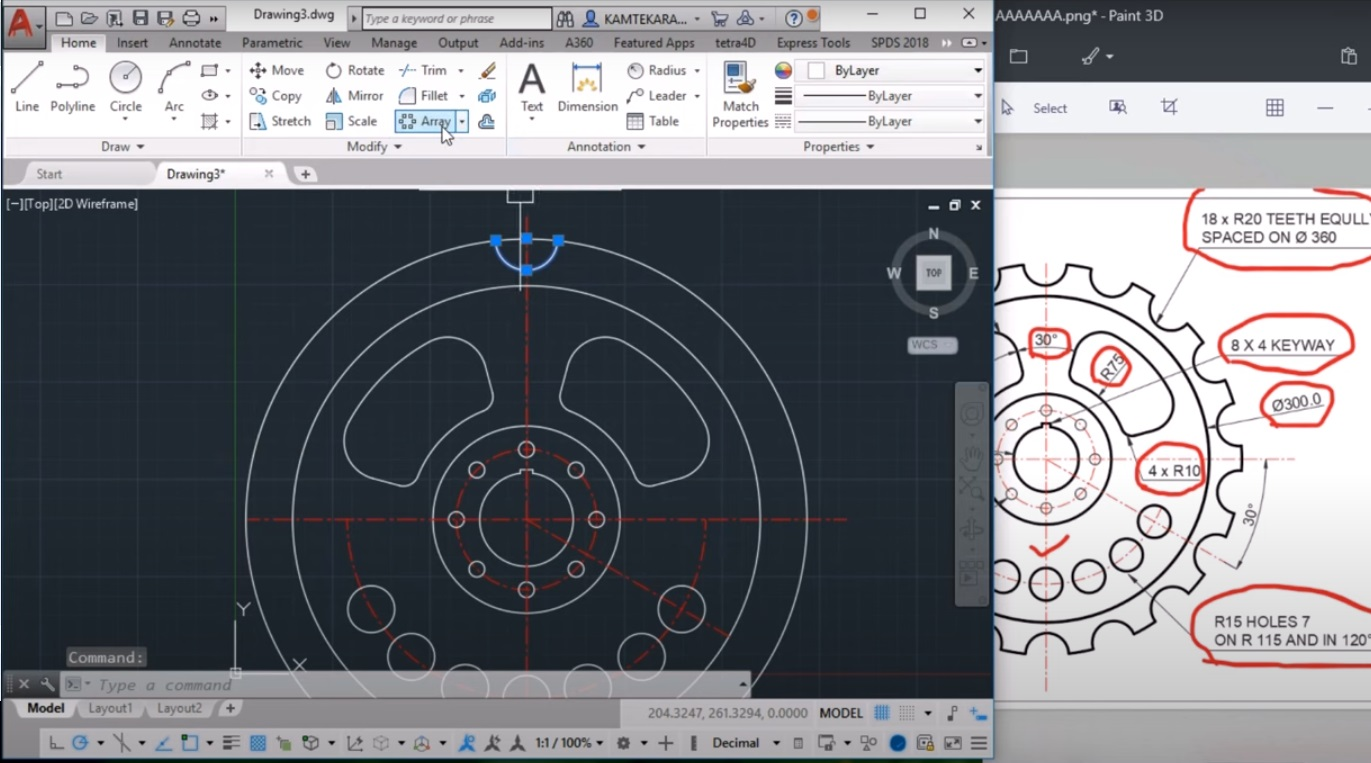 Drawing3.dwg
Type a keyword or phrase
KAMTEKARA...
AAAAAAA.png* - Paint 3D
Home Insert Annotate Parametric View Manage Output Add-ins A360 Featured Apps tetra4D Express Tools SPDS 2018
Line Polyline Circle Arc
Move Rotate Trim
Copy Mirror Fillet
Stretch Scale Array
Text Dimension
Radius
Leader
Table
Match
Properties
ByLayer
ByLayer
ByLayer
Draw Modify Annotation Properties
Select
Start Drawing3*
[−][Top][2D Wireframe]
N
W TOP E
S
WCS
18 x R20 TEETH EQULL
SPACED ON Ø 360
8 X 4 KEYWAY
30°
R75
Ø300.0
4 x R10
30°
R15 HOLES 7
ON R 115 AND IN 120°
Y
X
Command:
Type a command
Model Layout1 Layout2
204.3247, 261.3294, 0.0000 MODEL
1:1 / 100% Decimal